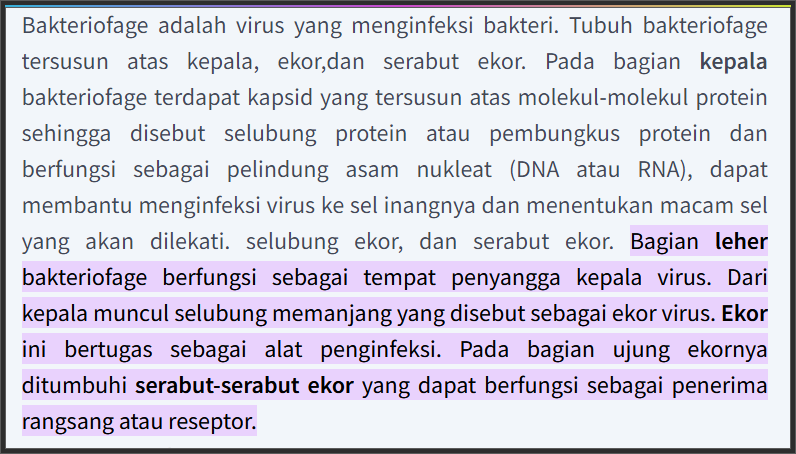 Bakteriofage adalah virus yang menginfeksi bakteri. Tubuh bakteriofage
tersusun atas kepala, ekor,dan serabut ekor. Pada bagian kepala
bakteriofage terdapat kapsid yang tersusun atas molekul-molekul protein
sehingga disebut selubung protein atau pembungkus protein dan
berfungsi sebagai pelindung asam nukleat (DNA atau RNA), dapat
membantu menginfeksi virus ke sel inangnya dan menentukan macam sel
yang akan dilekati. selubung ekor, dan serabut ekor. Bagian leher
bakteriofage berfungsi sebagai tempat penyangga kepala virus. Dari
kepala muncul selubung memanjang yang disebut sebagai ekor virus. Ekor
ini bertugas sebagai alat penginfeksi. Pada bagian ujung ekornya
ditumbuhi serabut-serabut ekor yang dapat berfungsi sebagai penerima
rangsang atau reseptor.